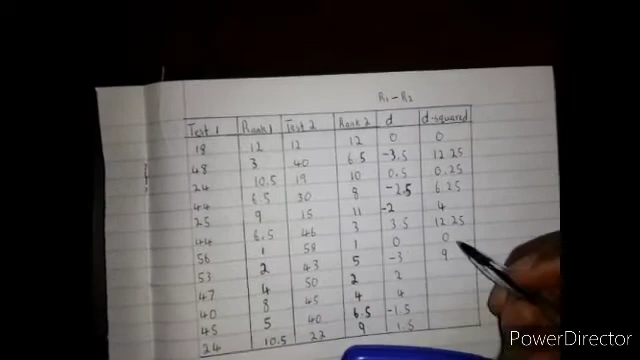 R1 - R2
Test 1 Rank 1 Test 2 Rank 2 d d-squared
18 12 12 12 0 0
48 3 40 6.5 -3.5 12.25
24 10.5 19 10 0.5 0.25
44 6.5 30 8 -2.5 6.25
25 9 15 11 -2 4
44 6.5 46 3 3.5 12.25
56 1 58 1 0 0
53 2 43 5 -3 9
47 4 50 2 2
40 8 45 4 4
45 5 40 6.5 -1.5
24 10.5 22 9 1.5
PowerDirector